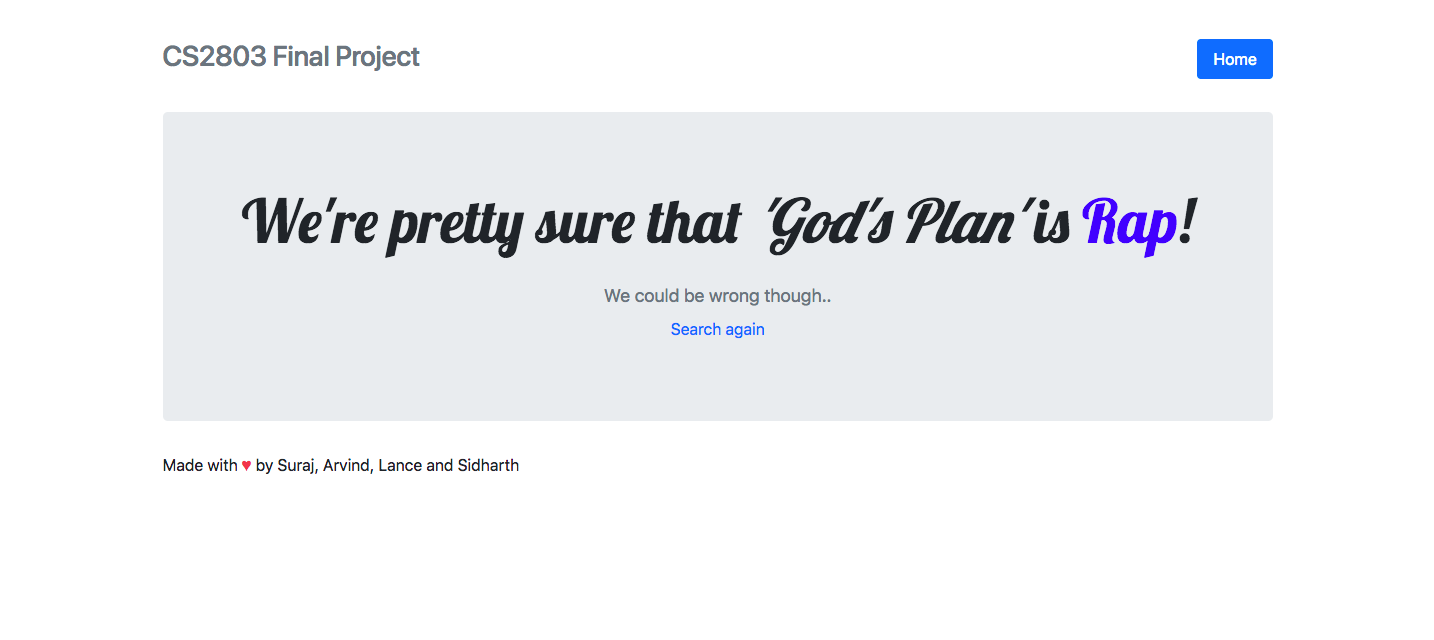 CS2803 Final Project
Home
We're pretty sure that 'God's Plan' is Rap!
We could be wrong though..
Search again
Made with ♥ by Suraj, Arvind, Lance and Sidharth